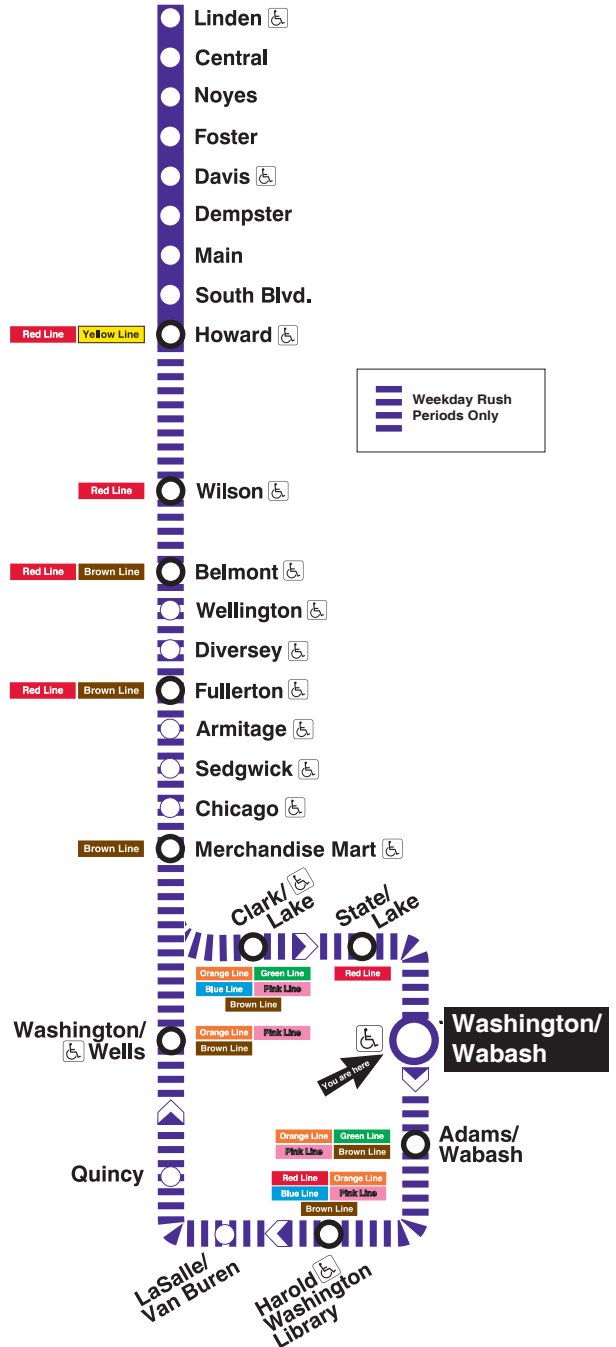 Linden
Central
Noyes
Foster
Davis
Dempster
Main
South Blvd.
Red Line Yellow Line Howard
Weekday Rush
Periods Only
Red Line Wilson
Red Line Brown Line Belmont
Wellington
Diversey
Red Line Brown Line Fullerton
Armitage
Sedgwick
Chicago
Brown Line Merchandise Mart
Clark/
Lake
State/
Lake
Orange Line Green Line
Blue Line Pink Line
Brown Line
Red Line
Washington/
Wells
Orange Line Pink Line
Brown Line
Washington/
Wabash
You are here
Orange Line Green Line
Pink Line Brown Line
Adams/
Wabash
Red Line Orange Line
Blue Line Pink Line
Brown Line
Quincy
LaSalle/
Van Buren
Harold
Washington
Library